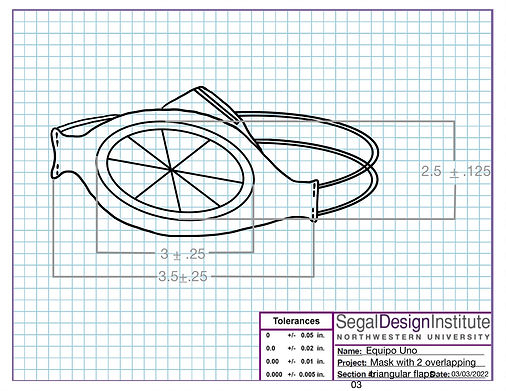 2.5 ± .125
3 ± .25
3.5±.25
Tolerances
0 +/- 0.05 in.
0.0 +/- 0.02 in.
0.00 +/- 0.01 in.
0.000 +/- 0.005 in.
SegalDesignInstitute
NORTHWESTERN UNIVERSITY
Name: Equipo Uno
Project: Mask with 2 overlapping
triangular flaps
Section #:
03
Date: 03/03/2022